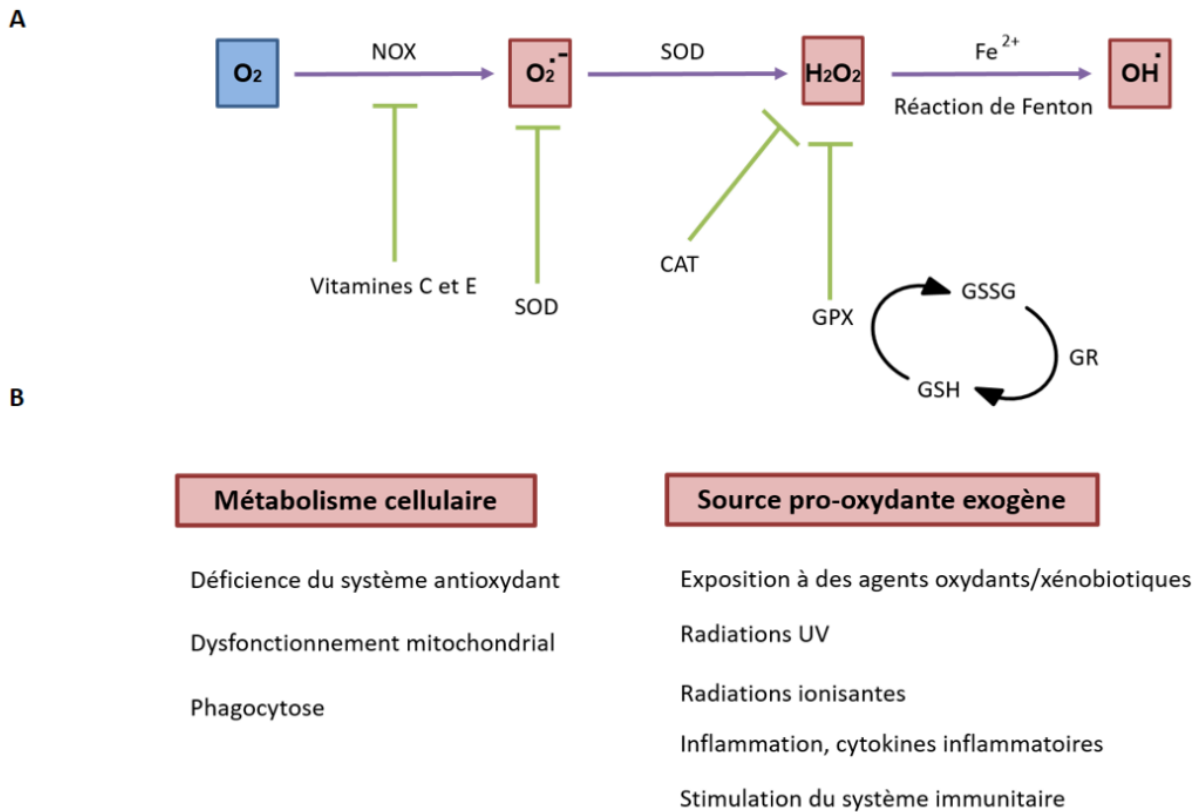 A
NOX
SOD
Fe²⁺
O₂
O₂·⁻
H₂O₂
OH·
Réaction de Fenton
Vitamines C et E
SOD
CAT
GPX
GSSG
GR
GSH
B
Métabolisme cellulaire
Déficience du système antioxydant
Dysfonctionnement mitochondrial
Phagocytose
Source pro-oxydante exogène
Exposition à des agents oxydants/xénobiotiques
Radiations UV
Radiations ionisantes
Inflammation, cytokines inflammatoires
Stimulation du système immunitaire